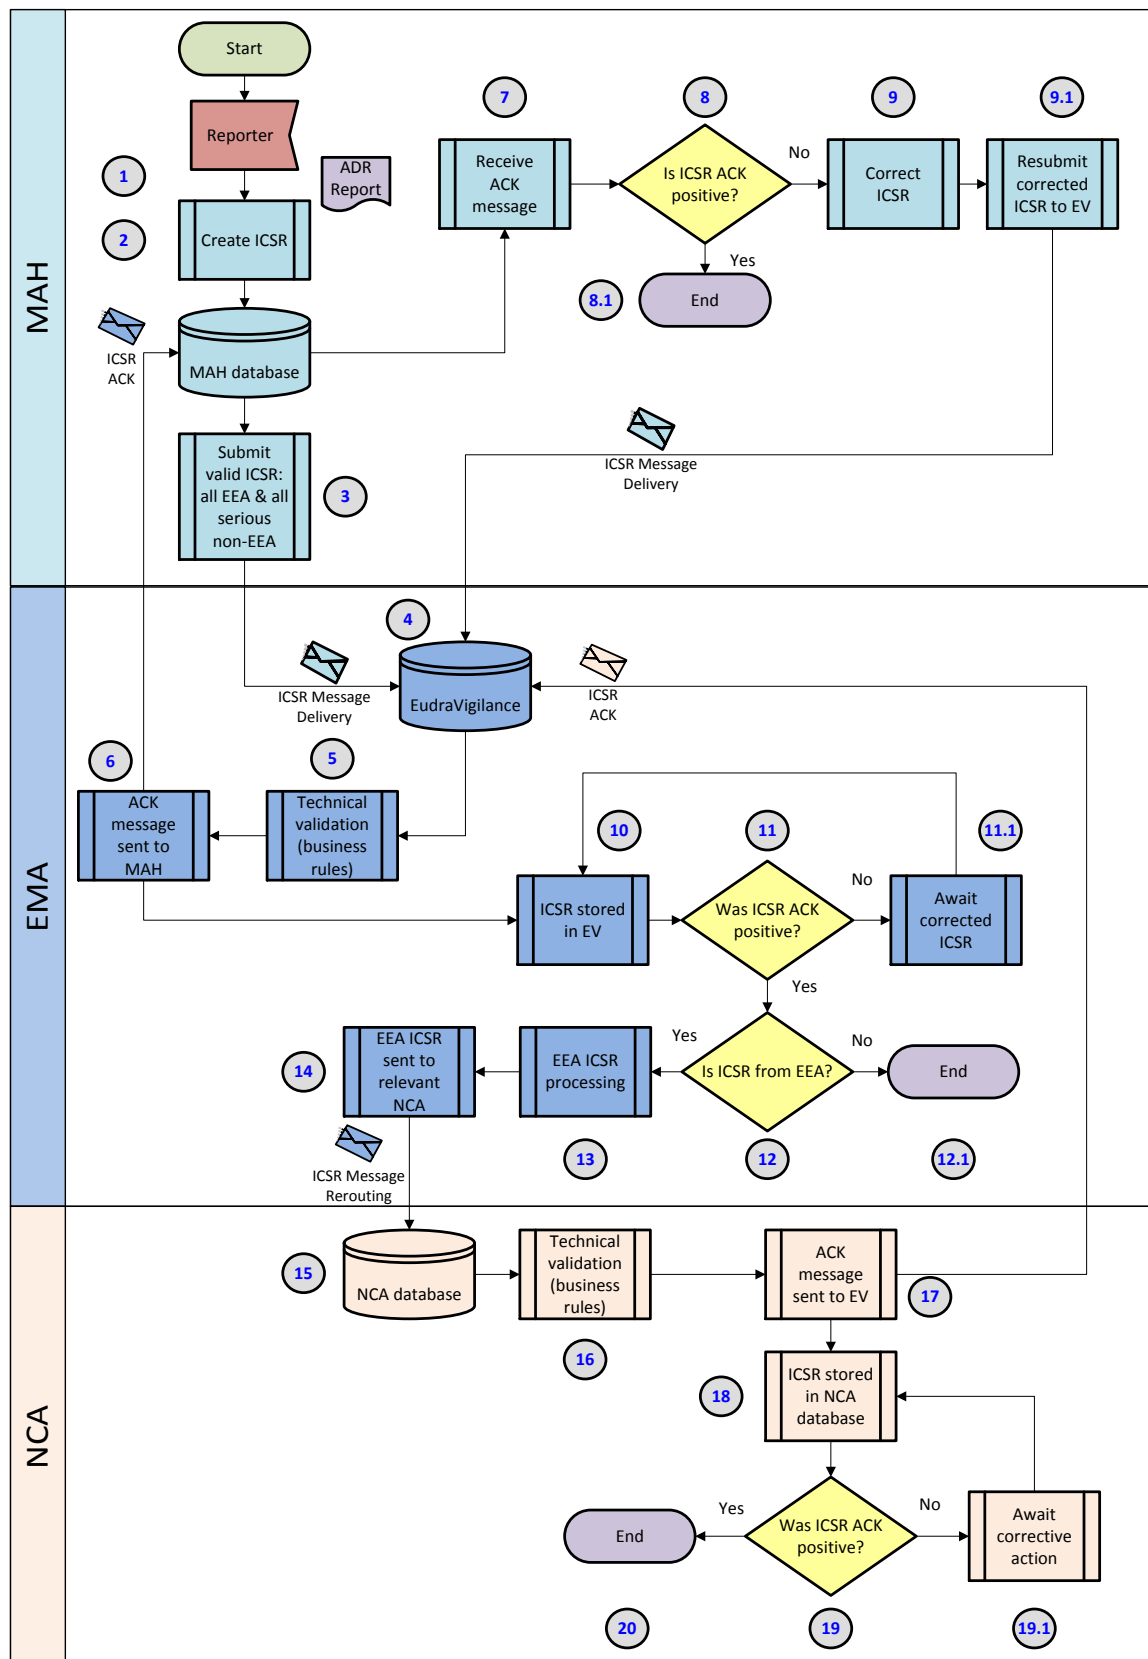 MAH
Start
Reporter
ADR
Report
1
2
Create ICSR
ICSR
ACK
MAH database
Submit
valid ICSR:
all EEA & all
serious
non-EEA
3
7
Receive
ACK
message
8
Is ICSR ACK
positive?
No
Yes
8.1
End
9
Correct
ICSR
9.1
Resubmit
corrected
ICSR to EV
ICSR Message
Delivery
EMA
4
EudraVigilance
ICSR Message
Delivery
ICSR
ACK
5
Technical
validation
(business
rules)
6
ACK
message
sent to
MAH
10
ICSR stored
in EV
11
Was ICSR ACK
positive?
No
Yes
11.1
Await
corrected
ICSR
Is ICSR from EEA?
Yes
No
12
End
12.1
EEA ICSR
processing
13
EEA ICSR
sent to
relevant
NCA
14
ICSR Message
Rerouting
NCA
15
NCA database
Technical
validation
(business
rules)
16
ACK
message
sent to EV
17
ICSR stored
in NCA
database
18
Was ICSR ACK
positive?
Yes
No
19
End
20
Await
corrective
action
19.1